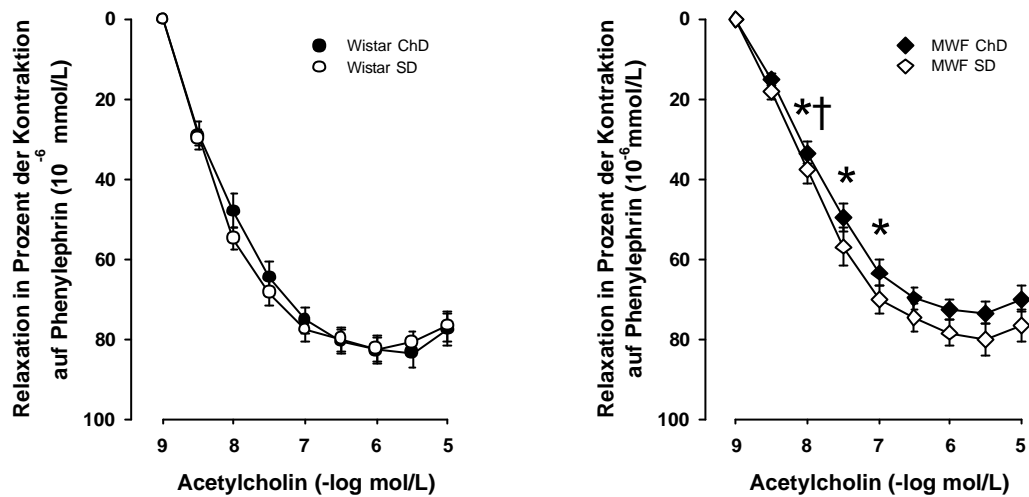 Relaxation in Prozent der Kontraktion
auf Phenylephrin (10⁻⁶ mmol/L)
0
20
40
60
80
100
Wistar ChD
Wistar SD
9 8 7 6 5
Acetylcholin (-log mol/L)
Relaxation in Prozent der Kontraktion
auf Phenylephrin (10⁻⁶mmol/L)
0
20
40
60
80
100
MWF ChD
MWF SD
*†
*
*
9 8 7 6 5
Acetylcholin (-log mol/L)